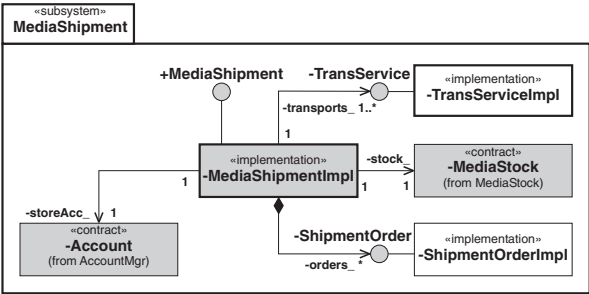 «subsystem»
MediaShipment
+MediaShipment
-TransService
«implementation»
-TransServiceImpl
-transports_ 1..*
1
«implementation»
-MediaShipmentImpl
1
1
-stock_
1
«contract»
-MediaStock
(from MediaStock)
-storeAcc_ 1
«contract»
-Account
(from AccountMgr)
-ShipmentOrder
-orders_ *
«implementation»
-ShipmentOrderImpl